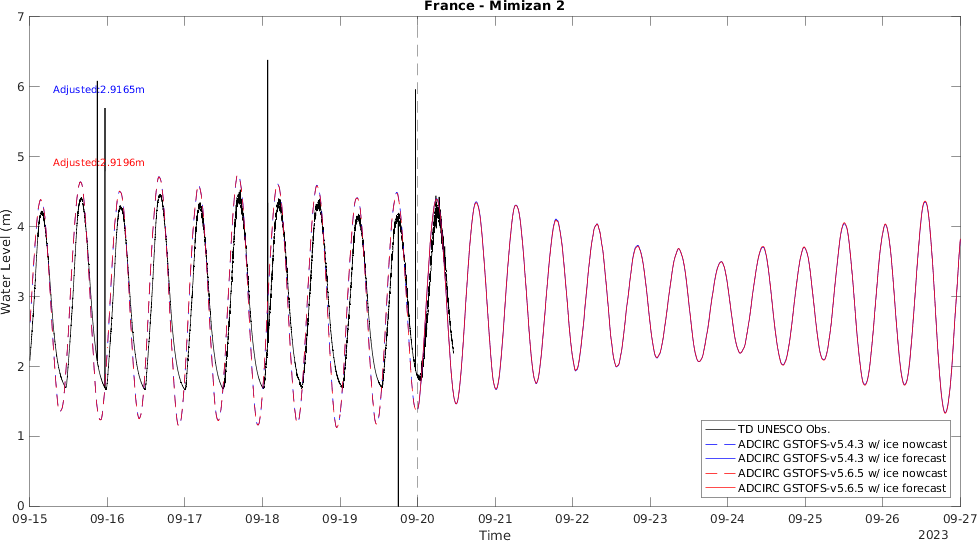 France - Mimizan 2
7
6
5
4
3
2
1
0
Water Level (m)
Adjusted:2.9165m
Adjusted:2.9196m
TD UNESCO Obs.
ADCIRC GSTOFS-v5.4.3 w/ ice nowcast
ADCIRC GSTOFS-v5.4.3 w/ ice forecast
ADCIRC GSTOFS-v5.6.5 w/ ice nowcast
ADCIRC GSTOFS-v5.6.5 w/ ice forecast
09-15 09-16 09-17 09-18 09-19 09-20 09-21 09-22 09-23 09-24 09-25 09-26 09-27
Time
2023